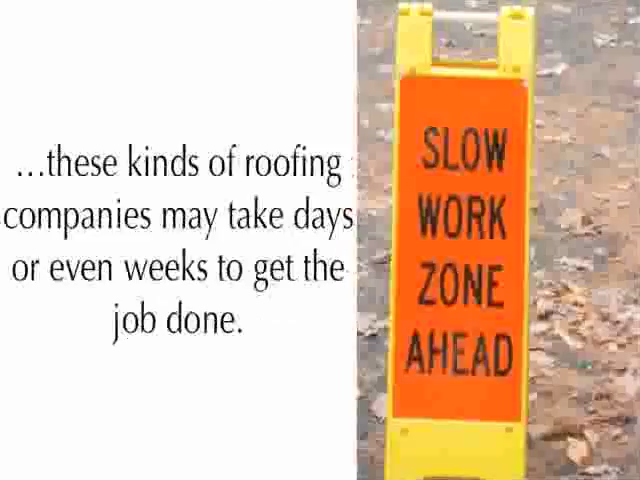 ...these kinds of roofing
companies may take days
or even weeks to get the
job done.
SLOW
WORK
ZONE
AHEAD